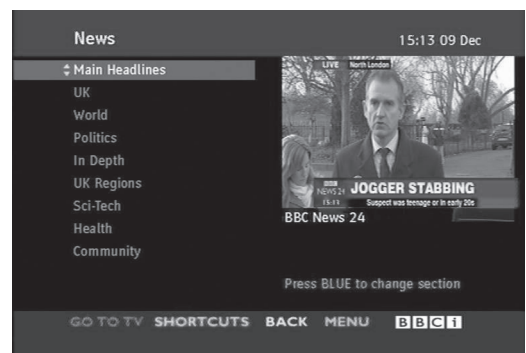 News 15:13 09 Dec
Main Headlines
UK
World
Politics
In Depth
UK Regions
Sci-Tech
Health
Community
LIVE North London
BBC
NEWS 24
15:13
JOGGER STABBING
Suspect was teenage or in early 20s
BBC News 24
Press BLUE to change section
GO TO TV SHORTCUTS BACK MENU BBCi